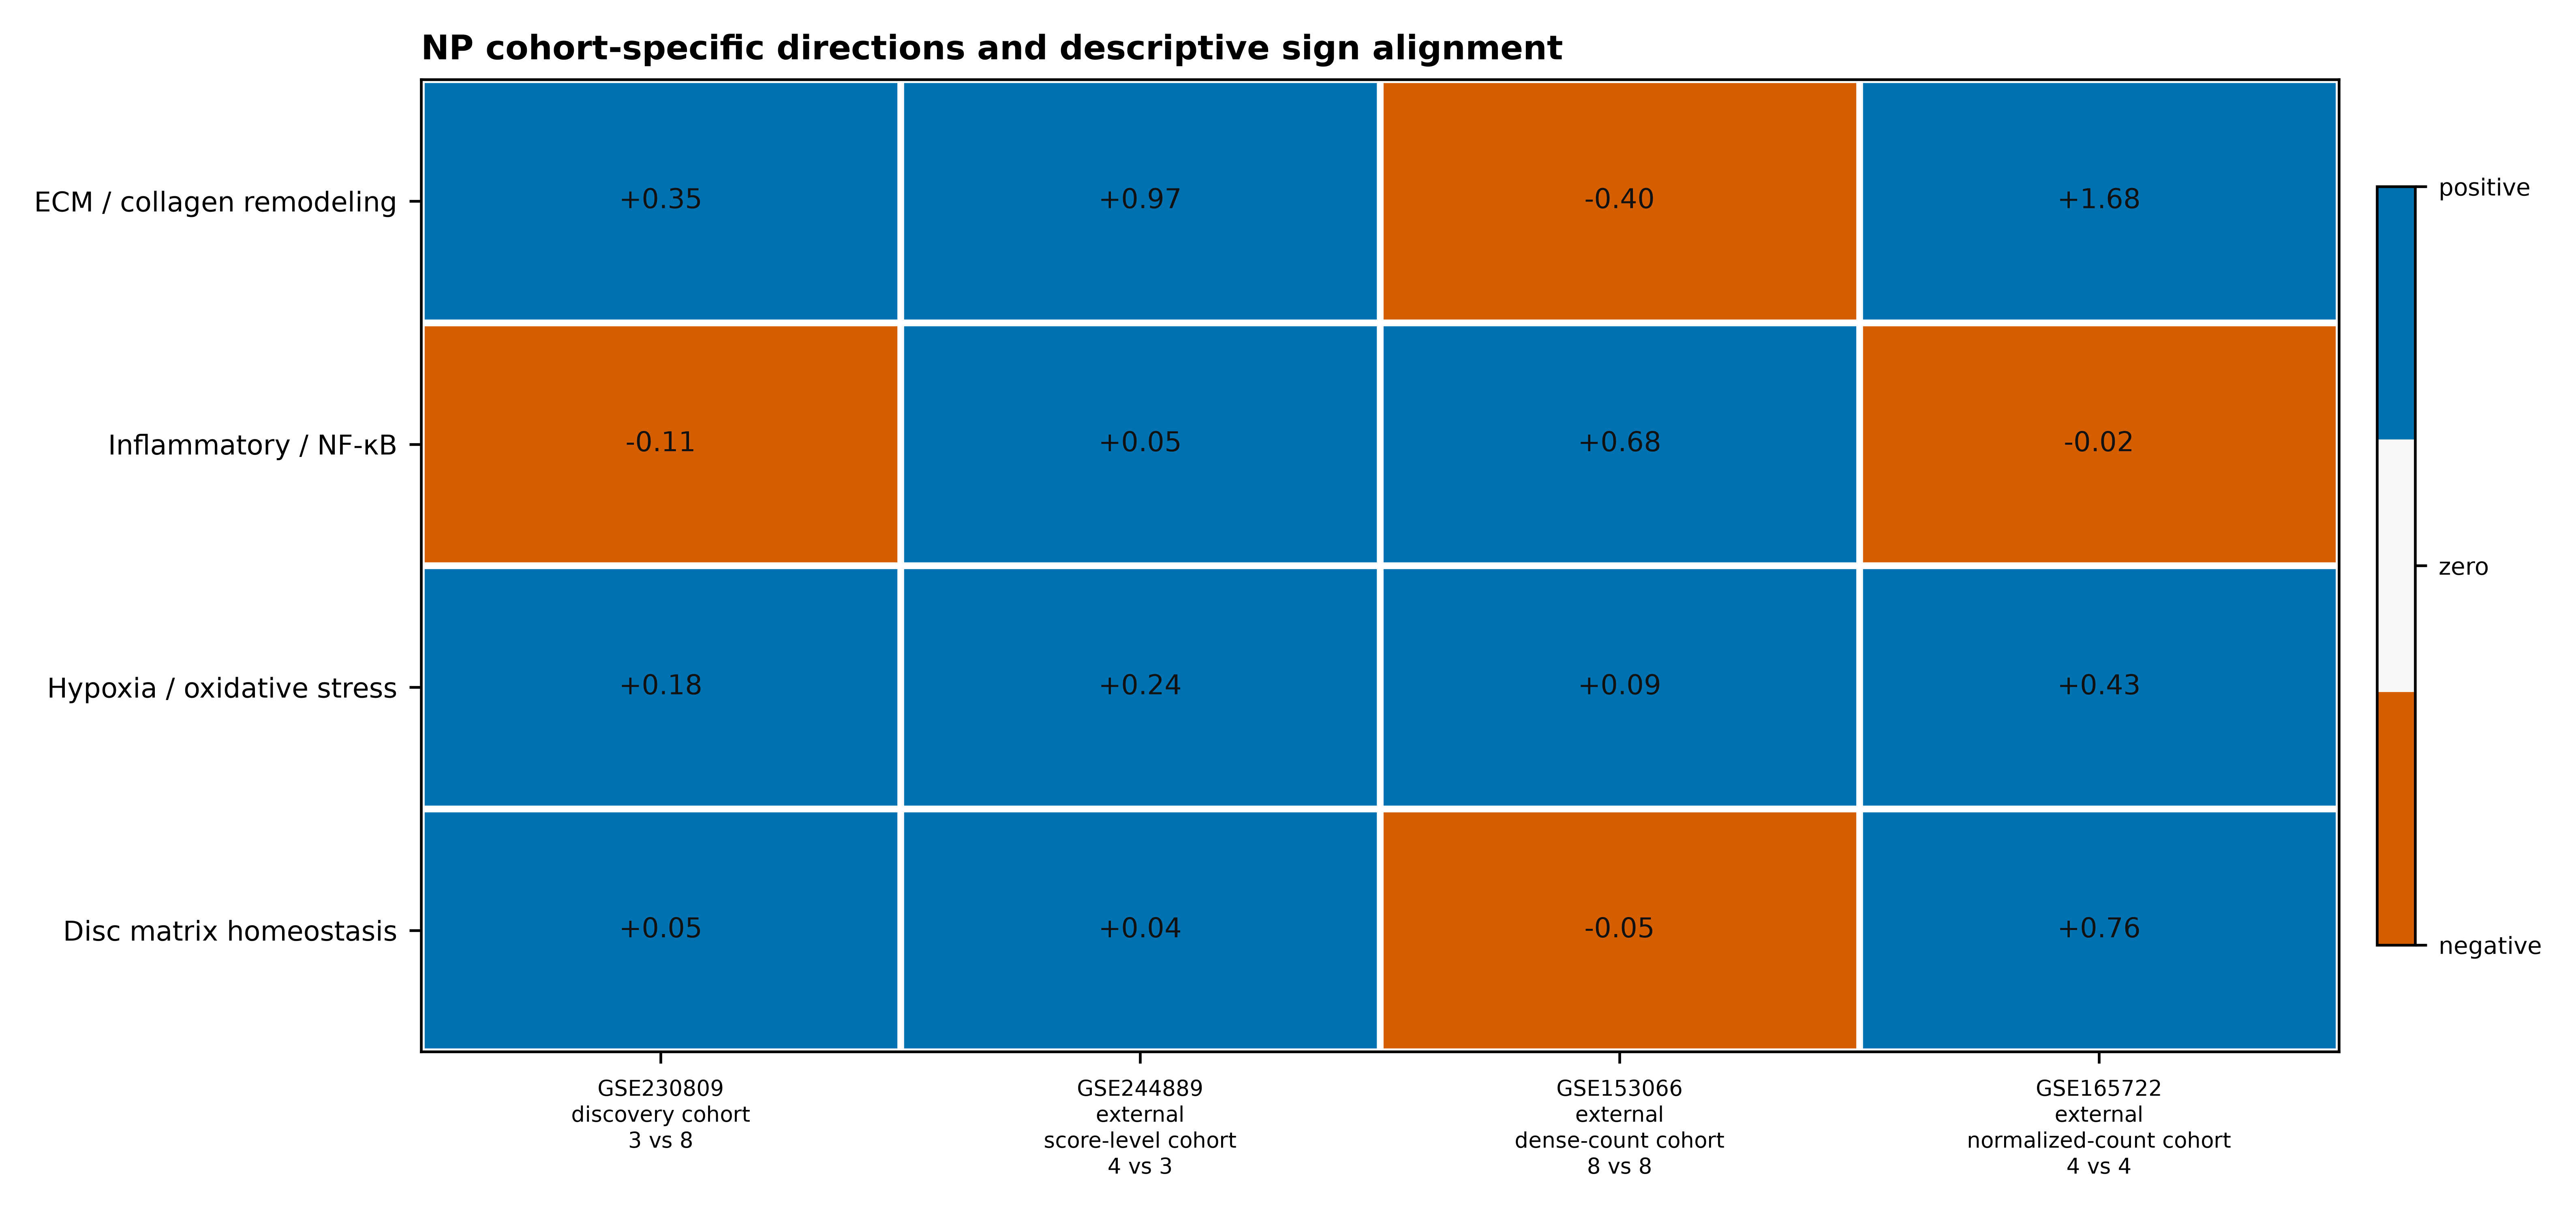 NP cohort-specific directions and descriptive sign alignment
ECM / collagen remodeling
+0.35
+0.97
-0.40
+1.68
Inflammatory / NF-κB
-0.11
+0.05
+0.68
-0.02
Hypoxia / oxidative stress
+0.18
+0.24
+0.09
+0.43
Disc matrix homeostasis
+0.05
+0.04
-0.05
+0.76
positive
zero
negative
GSE230809
discovery cohort
3 vs 8
GSE244889
external
score-level cohort
4 vs 3
GSE153066
external
dense-count cohort
8 vs 8
GSE165722
external
normalized-count cohort
4 vs 4